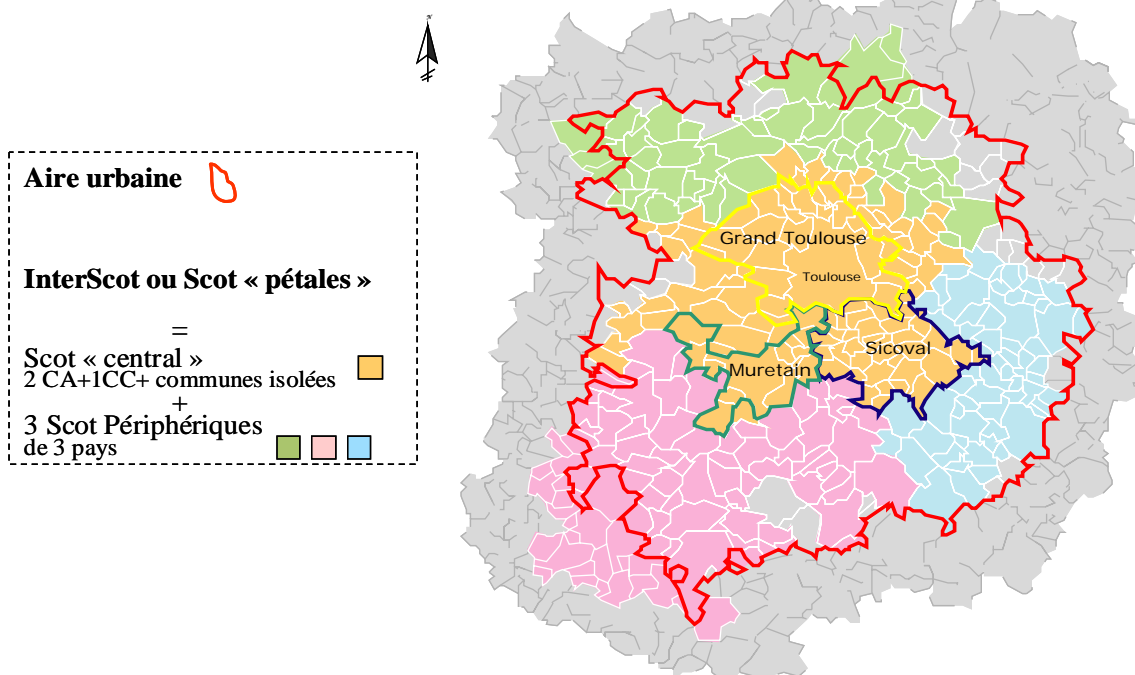 Aire urbaine
InterScot ou Scot « pétales »
=
Scot « central »
2 CA+1CC+ communes isolées
+
3 Scot Périphériques
de 3 pays
Grand Toulouse
Toulouse
Sicoval
Muretain